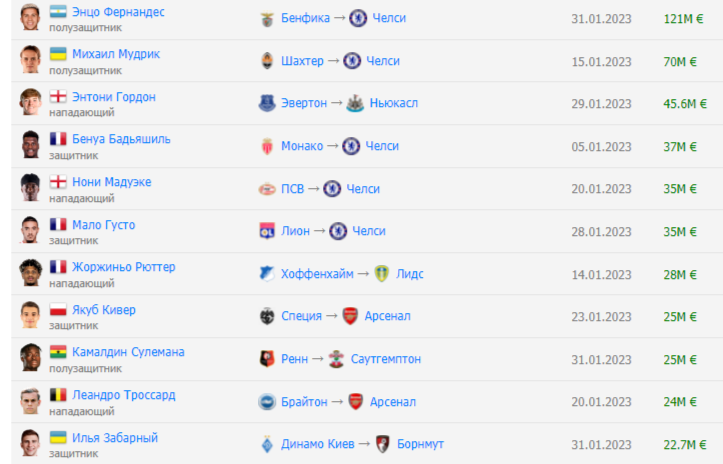 Энцо Фернандес
полузащитник
Бенфика → Челси 31.01.2023 121M €
Михаил Мудрик
полузащитник
Шахтер → Челси 15.01.2023 70M €
Энтони Гордон
нападающий
Эвертон → Ньюкасл 29.01.2023 45.6M €
Бенуа Бадьяшиль
защитник
Монако → Челси 05.01.2023 37M €
Нони Мадуэке
нападающий
ПСВ → Челси 20.01.2023 35M €
Мало Густо
защитник
Лион → Челси 28.01.2023 35M €
Жоржиньо Рюттер
нападающий
Хоффенхайм → Лидс 14.01.2023 28M €
Якуб Кивер
защитник
Специя → Арсенал 23.01.2023 25M €
Камалдин Сулемана
полузащитник
Ренн → Саутгемптон 31.01.2023 25M €
Леандро Троссард
нападающий
Брайтон → Арсенал 20.01.2023 24M €
Илья Забарный
защитник
Динамо Киев → Борнмут 31.01.2023 22.7M €